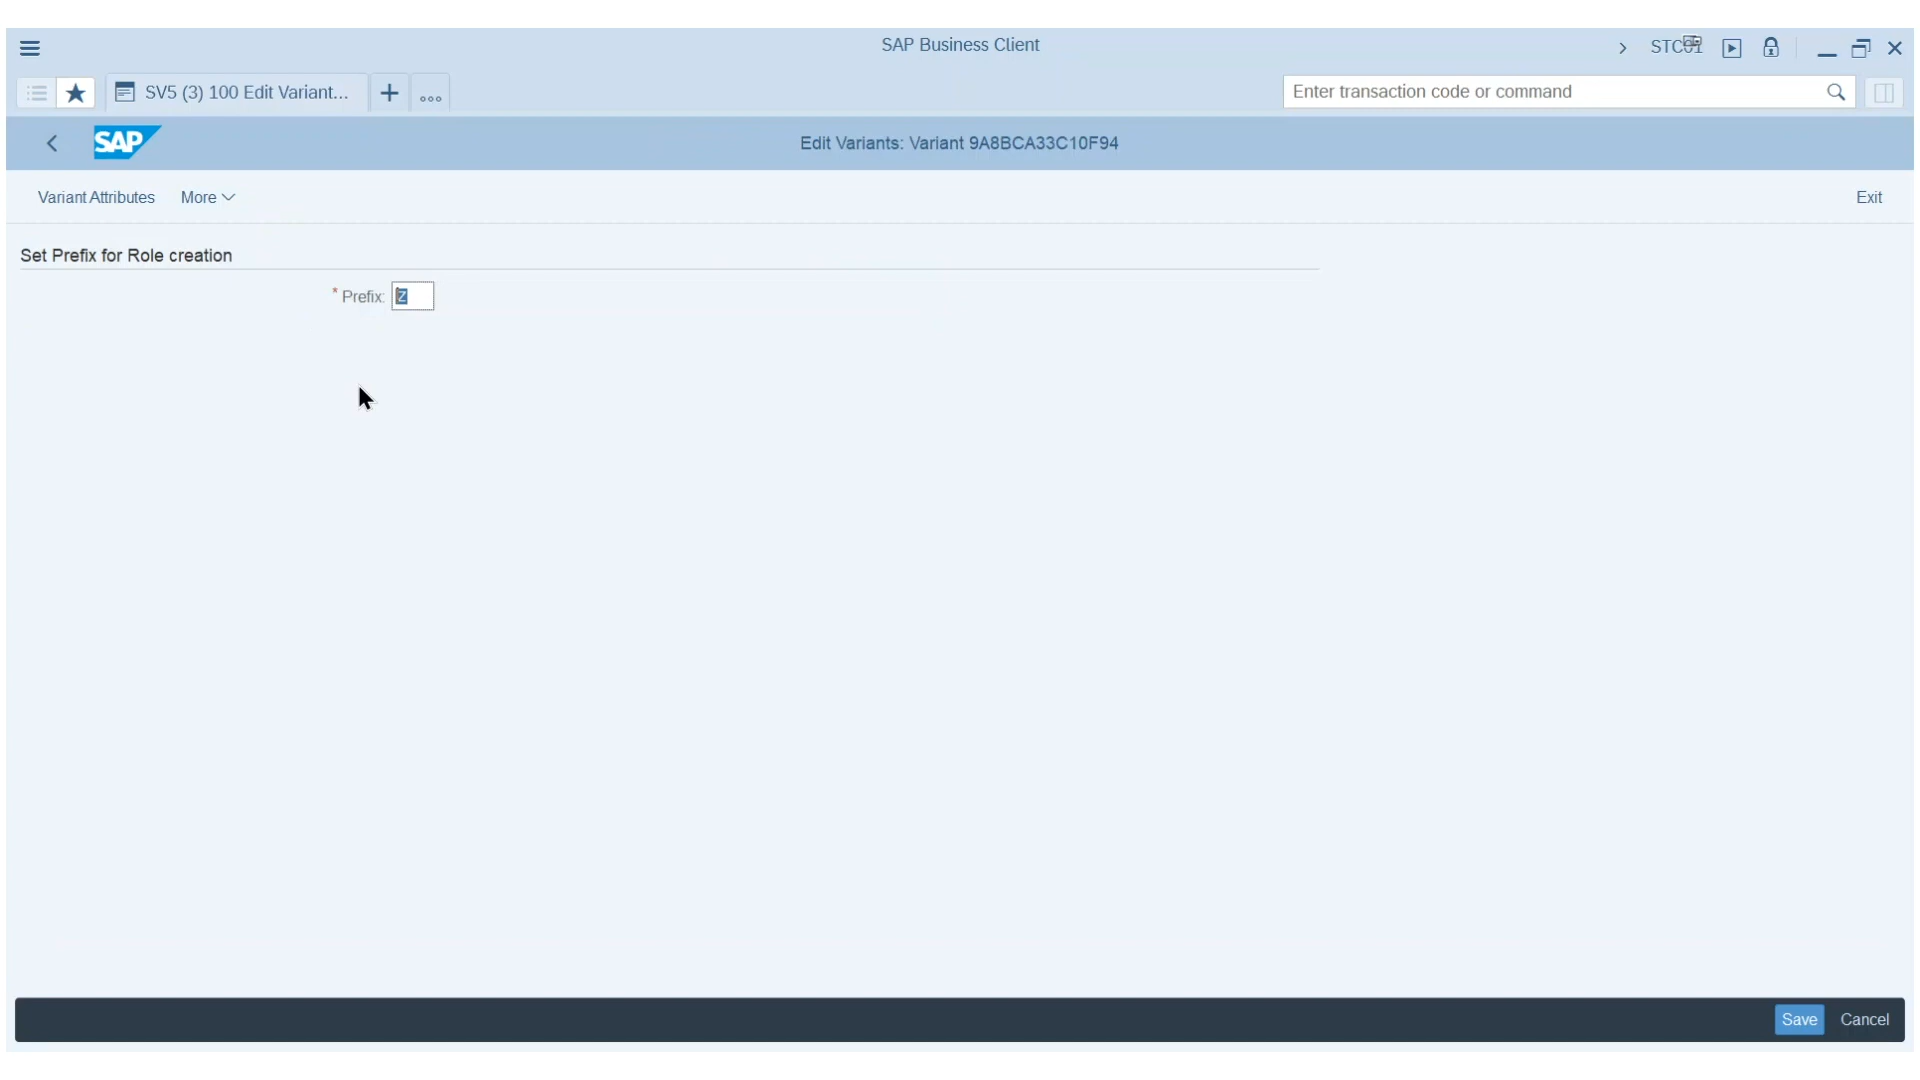 SAP Business Client
STC01
SV5 (3) 100 Edit Variant...
Enter transaction code or command
SAP
Edit Variants: Variant 9A8BCA33C10F94
Variant Attributes More
Exit
Set Prefix for Role creation
* Prefix: Z
Save Cancel